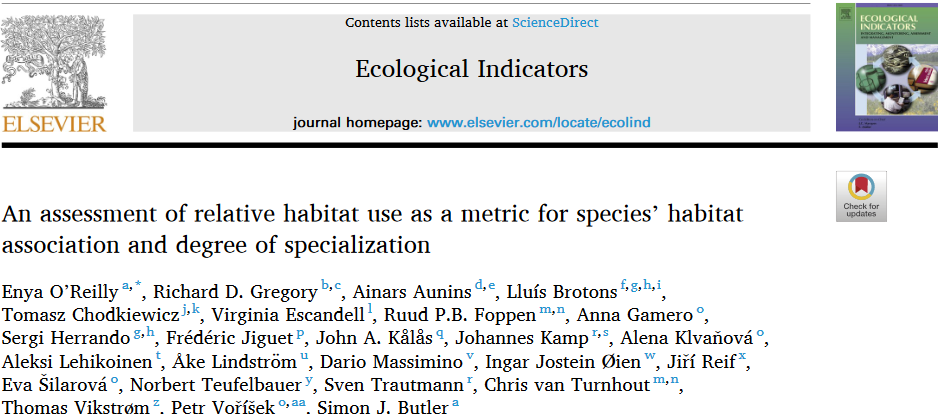 Contents lists available at ScienceDirect
Ecological Indicators
journal homepage: www.elsevier.com/locate/ecolind
ELSEVIER
ECOLOGICAL
INDICATORS
Check for
updates
An assessment of relative habitat use as a metric for species’ habitat
association and degree of specialization
Enya O’Reilly a,*, Richard D. Gregory b,c, Ainars Aunins d,e, Lluís Brotons f,g,h,i,
Tomasz Chodkiewicz j,k, Virginia Escandell l, Ruud P.B. Foppen m,n, Anna Gamero o,
Sergi Herrando g,h, Frédéric Jiguet p, John A. Kålås q, Johannes Kamp r,s, Alena Klvaňová o,
Aleksi Lehikoinen t, Åke Lindström u, Dario Massimino v, Ingar Jostein Øien w, Jiří Reif x,
Eva Šilarová o, Norbert Teufelbauer y, Sven Trautmann r, Chris van Turnhout m,n,
Thomas Vikstrøm z, Petr Voříšek o,aa, Simon J. Butler a